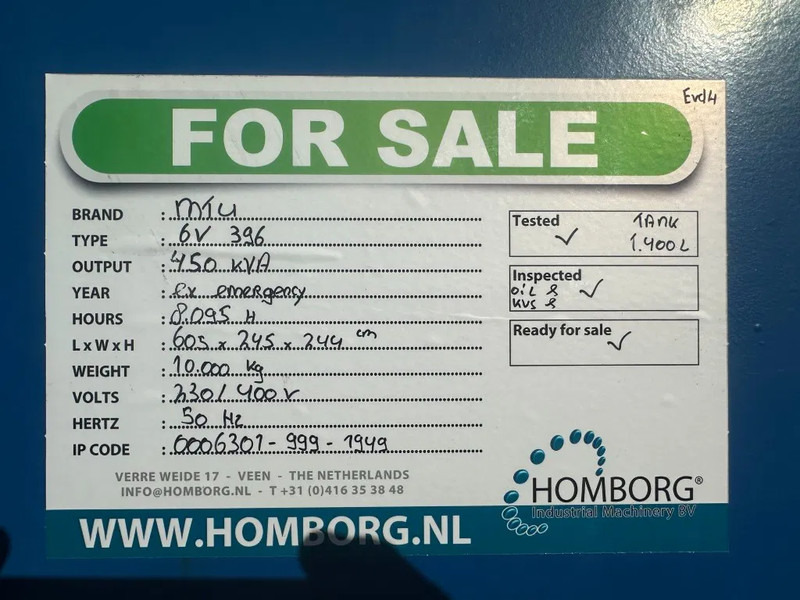 Evd4
FOR SALE
BRAND : MTU
TYPE : 6V 396
OUTPUT : 450 KVA
YEAR : ex emergency
HOURS : 8.095 H
L x W x H : 605 x 245 x 244 cm
WEIGHT : 10.000 kg
VOLTS : 230/400V
HERTZ : 50 Hz
IP CODE : 0006301-999-1949
Tested TANK
✓ 1.400 L
Inspected
OIL &
KVS & ✓
Ready for sale
✓
VERRE WEIDE 17 - VEEN - THE NETHERLANDS
INFO@HOMBORG.NL - T +31 (0)416 35 38 48
HOMBORG®
Industrial Machinery BV
WWW.HOMBORG.NL